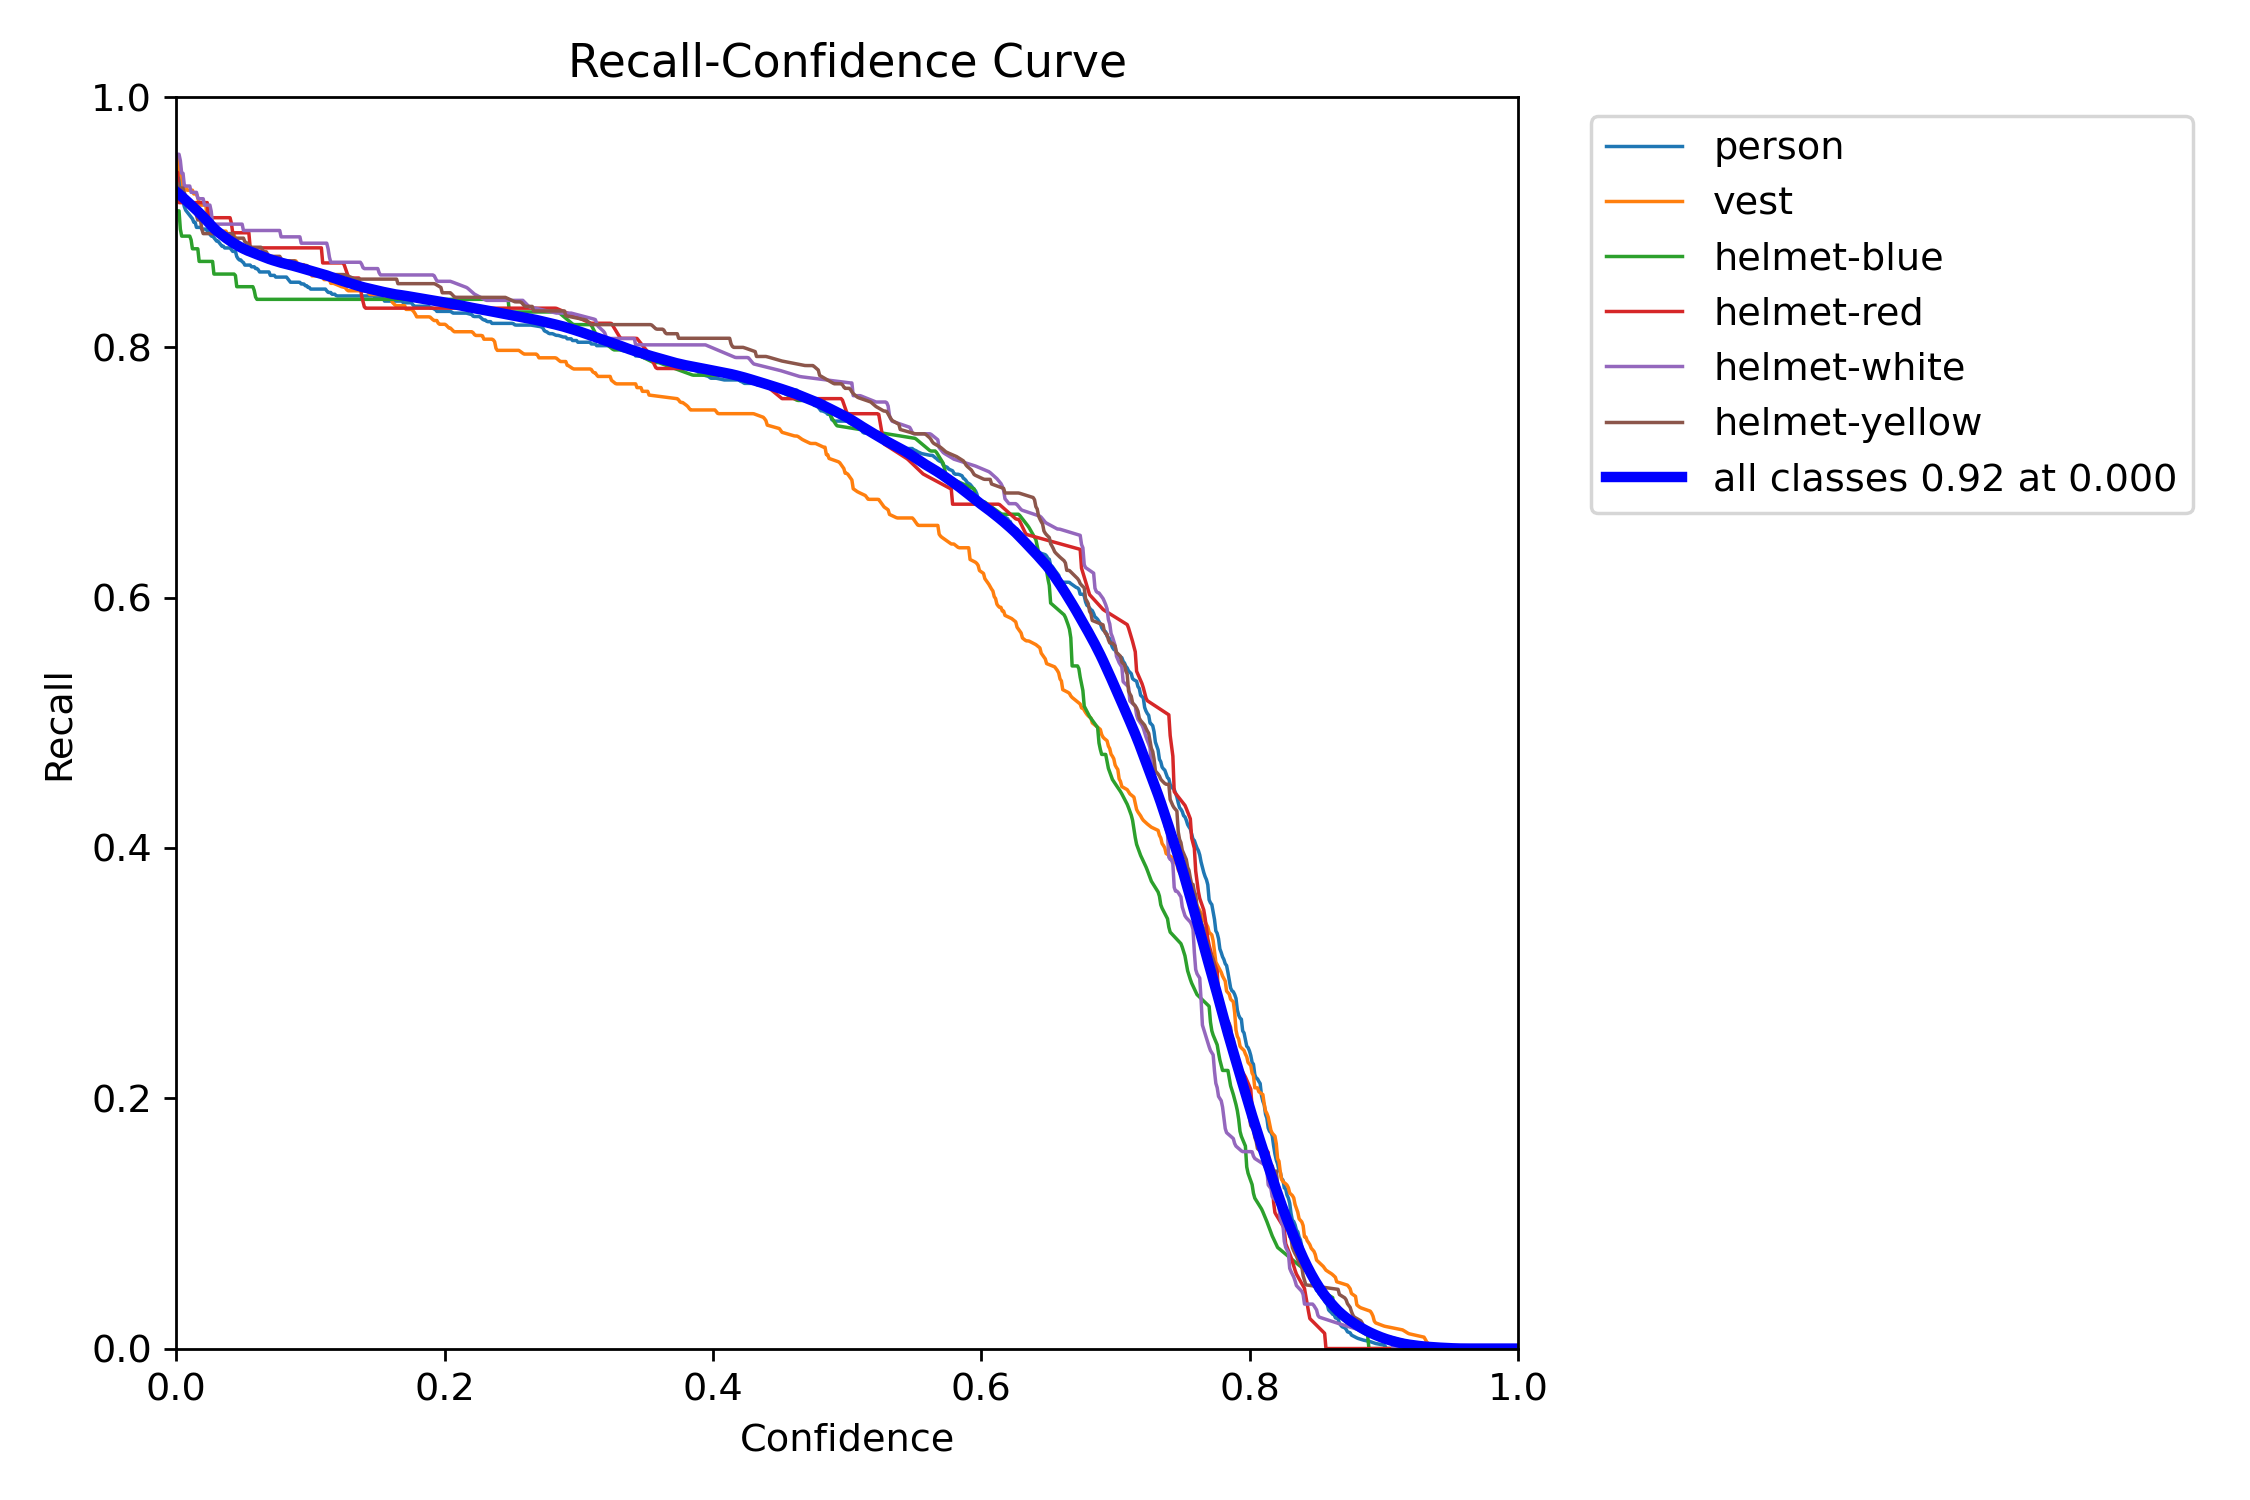 Recall-Confidence Curve
1.0
0.8
0.6
0.4
0.2
0.0
Recall
0.0 0.2 0.4 0.6 0.8 1.0
Confidence
person
vest
helmet-blue
helmet-red
helmet-white
helmet-yellow
all classes 0.92 at 0.000